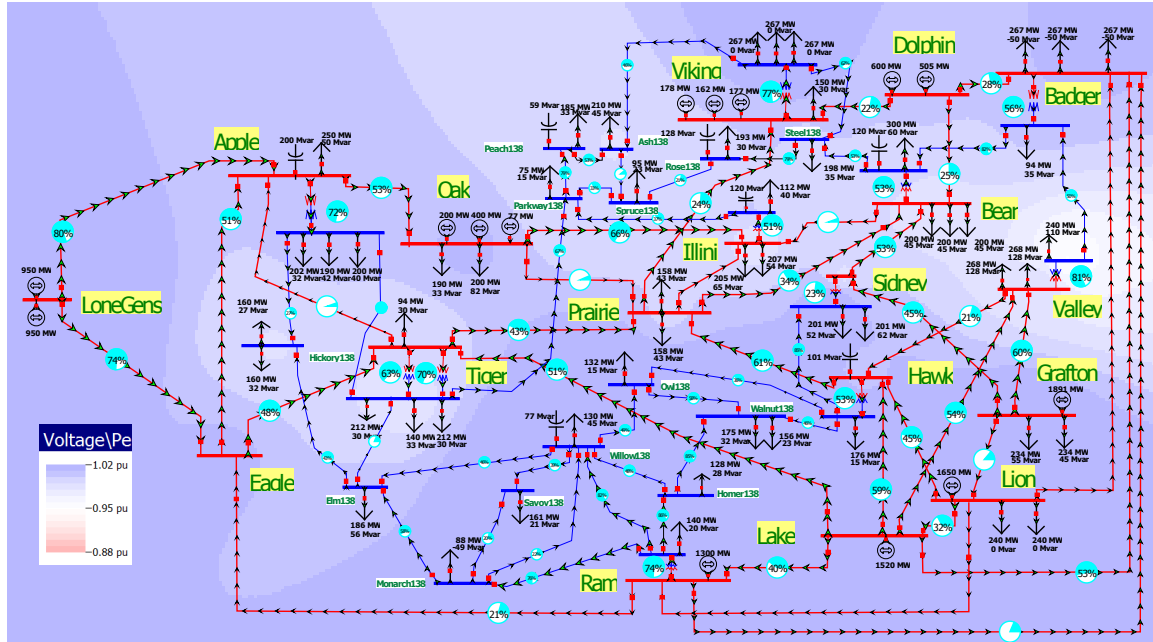 267 MW
0 Mvar
267 MW
0 Mvar
267 MW
0 Mvar
Dolphin
267 MW
-50 Mvar
267 MW
-50 Mvar
267 MW
-50 Mvar
Viking
600 MW
505 MW
178 MW
162 MW
177 MW
77%
150 MW
30 Mvar
22%
28%
56%
Badger
59 Mvar
185 MW
33 Mvar
210 MW
45 Mvar
Apple
200 Mvar
250 MW
50 Mvar
Peach138
Ash138
128 Mvar
193 MW
30 Mvar
Steel138
120 Mvar
300 MW
60 Mvar
Rose138
75 MW
15 Mvar
95 MW
198 MW
35 Mvar
94 MW
35 Mvar
53%
51%
Oak
Parkway138
Spruce138
24%
120 Mvar
112 MW
40 Mvar
53%
25%
Bear
72%
200 MW
400 MW
77 MW
66%
51%
Illini
53%
200 MW
45 Mvar
200 MW
45 Mvar
200 MW
45 Mvar
240 MW
110 Mvar
80%
202 MW
32 Mvar
190 MW
42 Mvar
200 MW
40 Mvar
190 MW
33 Mvar
200 MW
82 Mvar
158 MW
43 Mvar
205 MW
65 Mvar
207 MW
54 Mvar
34%
23%
Sidney
268 MW
128 Mvar
268 MW
128 Mvar
81%
950 MW
LoneGens
950 MW
160 MW
27 Mvar
94 MW
30 Mvar
Prairie
43%
201 MW
52 Mvar
201 MW
62 Mvar
45%
21%
Valley
Hickory138
160 MW
32 Mvar
63%
70%
Tiger
51%
158 MW
43 Mvar
61%
101 Mvar
53%
Hawk
60%
Grafton
74%
48%
132 MW
15 Mvar
Owl138
Walnut138
54%
1891 MW
212 MW
30 Mvar
140 MW
33 Mvar
212 MW
30 Mvar
77 Mvar
130 MW
45 Mvar
175 MW
32 Mvar
156 MW
23 Mvar
176 MW
15 Mvar
45%
234 MW
55 Mvar
234 MW
45 Mvar
Voltage\Pe
1.02 pu
0.95 pu
0.88 pu
Eagle
Willow138
128 MW
28 Mvar
1650 MW
Lion
Elm138
Savoy138
Homer138
59%
186 MW
56 Mvar
161 MW
21 Mvar
32%
240 MW
0 Mvar
240 MW
0 Mvar
88 MW
-49 Mvar
140 MW
20 Mvar
Lake
1300 MW
1520 MW
Monarch138
Ram
74%
40%
53%
21%